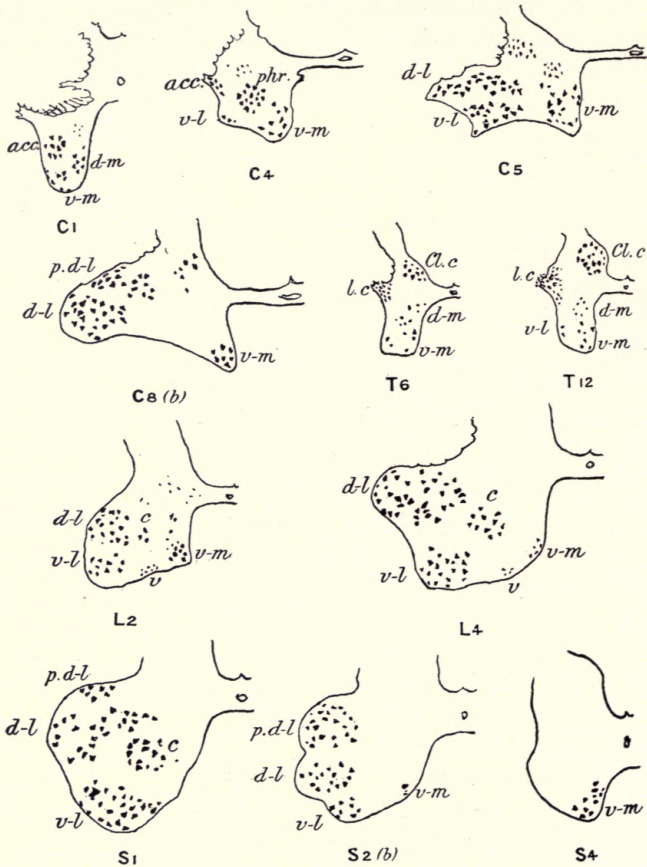 acc.
d-m
v-m
C1
acc.
phr.
v-l
v-m
C4
d-l
v-l
v-m
C5
p.d-l
d-l
v-m
C8 (b)
Cl.c
l.c
d-m
v-m
T6
Cl.c
l.c
d-m
v-l
v-m
T12
d-l
c
v-l
v-m
v
L2
d-l
c
v-l
v-m
v
L4
p.d-l
d-l
c
v-l
S1
p.d-l
d-l
v-l
v-m
S2 (b)
v-m
S4